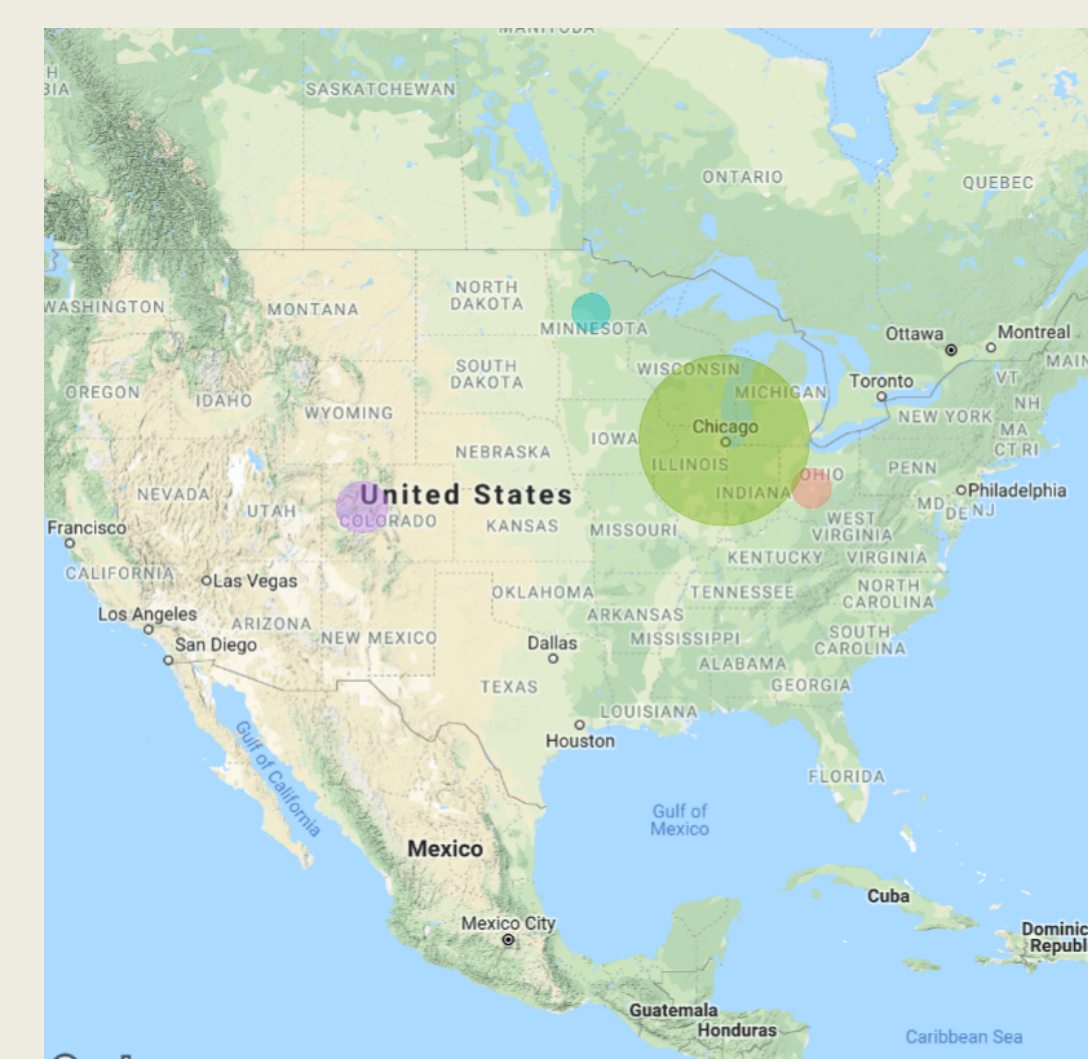 SASKATCHEWAN
ONTARIO
QUEBEC
WASHINGTON
MONTANA
NORTH
DAKOTA
MINNESOTA
Ottawa
Montreal
OREGON
IDAHO
SOUTH
DAKOTA
WISCONSIN
MICHIGAN
Toronto
VT
MAIN
WYOMING
NEW YORK
NH
MA
CT RI
NEBRASKA
IOWA
Chicago
ILLINOIS
INDIANA
OHIO
PENN
Philadelphia
MD
DE
NJ
NEVADA
UTAH
United States
COLORADO
KANSAS
MISSOURI
WEST
VIRGINIA
KENTUCKY
VIRGINIA
Francisco
CALIFORNIA
Las Vegas
OKLAHOMA
TENNESSEE
NORTH
CAROLINA
Los Angeles
ARIZONA
NEW MEXICO
ARKANSAS
San Diego
Dallas
MISSISSIPPI
SOUTH
CAROLINA
ALABAMA
TEXAS
GEORGIA
LOUISIANA
Houston
Gulf of California
FLORIDA
Gulf of
Mexico
Mexico
Cuba
Mexico City
Dominic
Republ
Guatemala
Honduras
Caribbean Sea